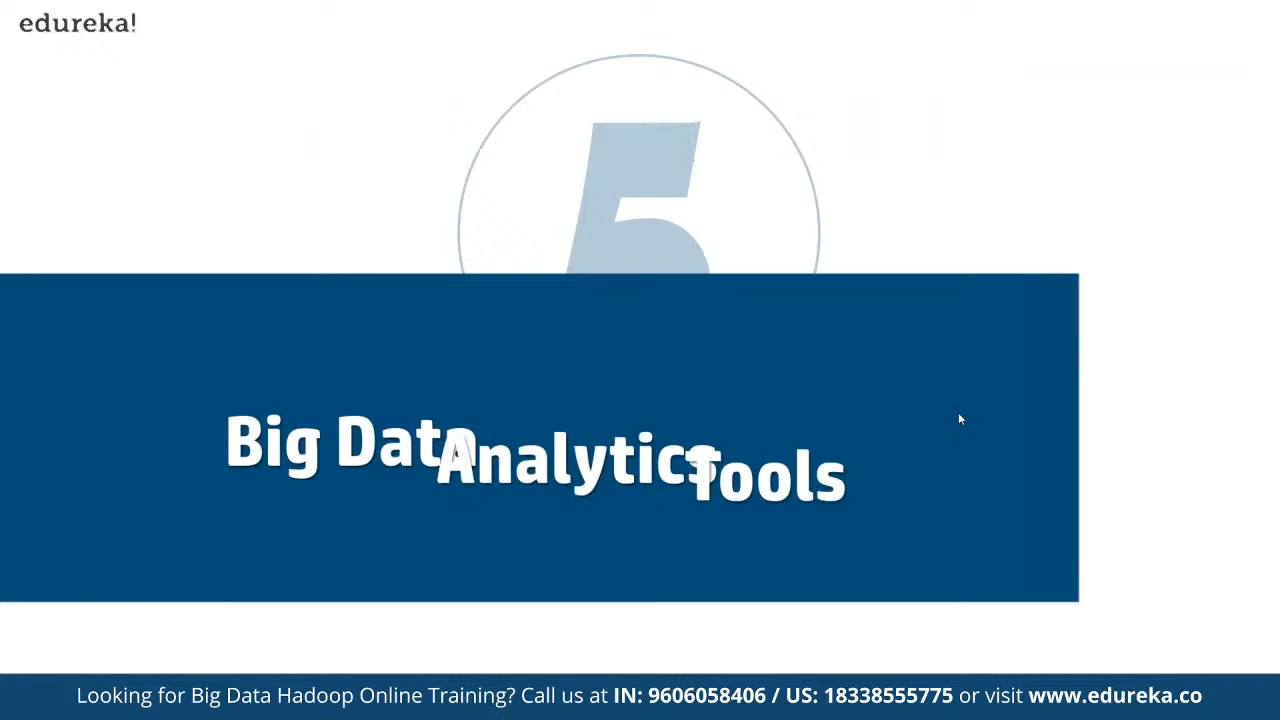 edureka!
5
Big Data Analytics Tools
Looking for Big Data Hadoop Online Training? Call us at IN: 9606058406 / US: 18338555775 or visit www.edureka.co